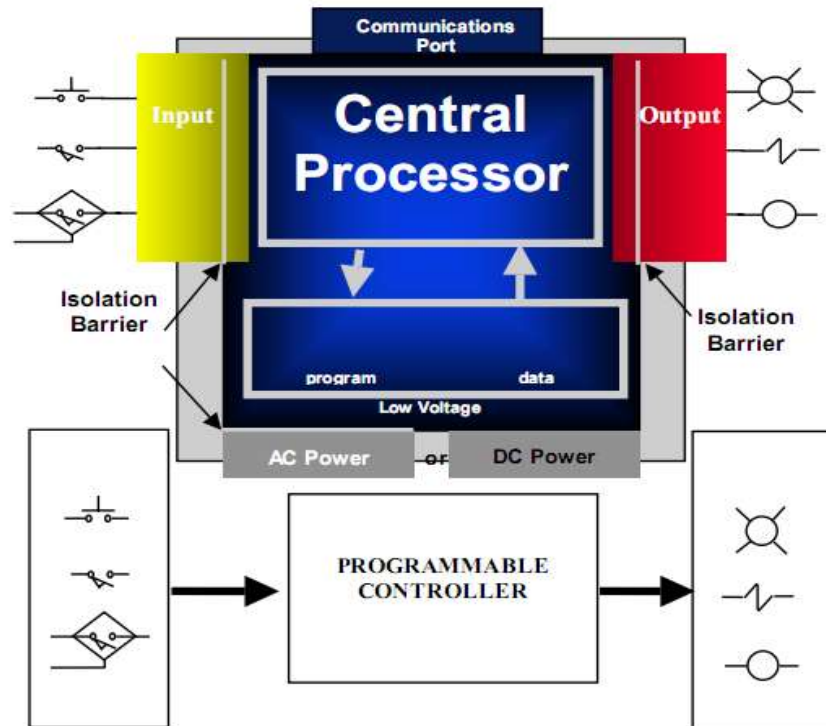 Communications
Port
Input
Central
Processor
Output
Isolation
Barrier
Isolation
Barrier
program data
Low Voltage
AC Power or DC Power
PROGRAMMABLE
CONTROLLER